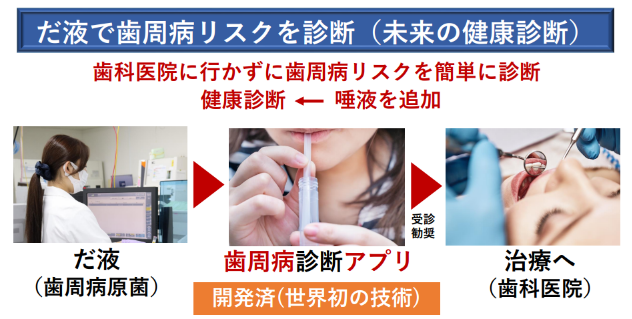 だ液で歯周病リスクを診断（未来の健康診断）
歯科医院に行かずに歯周病リスクを簡単に診断
健康診断 ← 唾液を追加
だ液
（歯周病原菌）
歯周病診断アプリ
開発済(世界初の技術)
受診
勧奨
治療へ
（歯科医院）